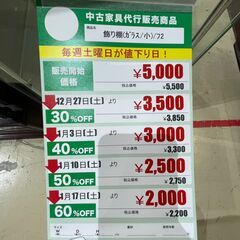 中古家具代行販売商品
商品名
飾り棚(ガラス/小)/72
毎週土曜日が値下り日！
販売開始価格
¥5,000
税込価格
¥5,500
12月27日(土)より
30%OFF
¥3,500
税込価格
¥3,850
1月3日(土)より
40%OFF
¥3,000
税込価格
¥3,300
1月10日(土)より
50%OFF
¥2,500
税込価格
¥2,750
1月17日(土)より
60%OFF
¥2,000
税込価格
¥2,200
W
D
H